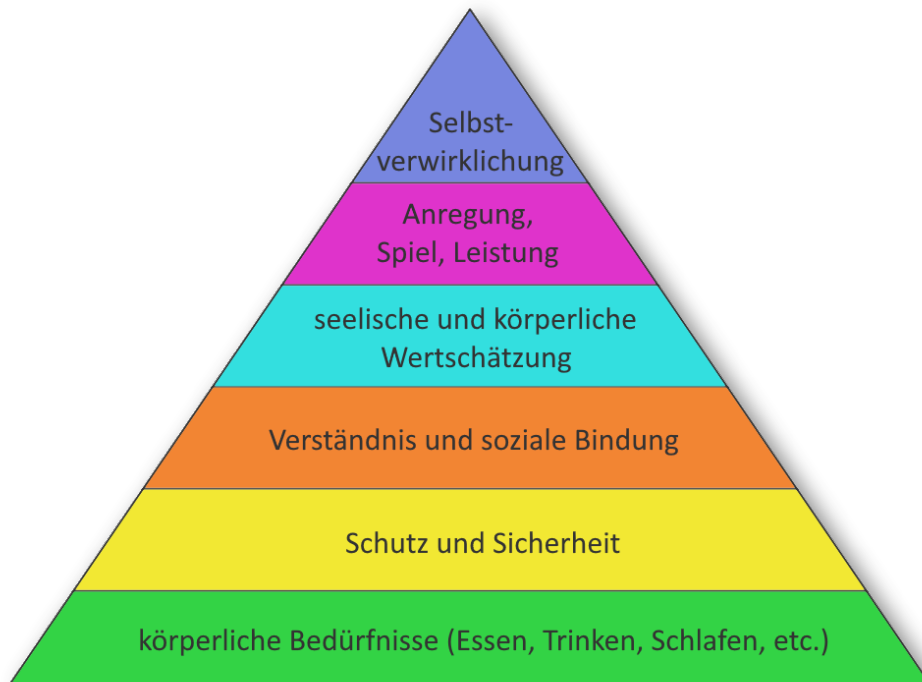 Selbst-
verwirklichung
Anregung,
Spiel, Leistung
seelische und körperliche
Wertschätzung
Verständnis und soziale Bindung
Schutz und Sicherheit
körperliche Bedürfnisse (Essen, Trinken, Schlafen, etc.)